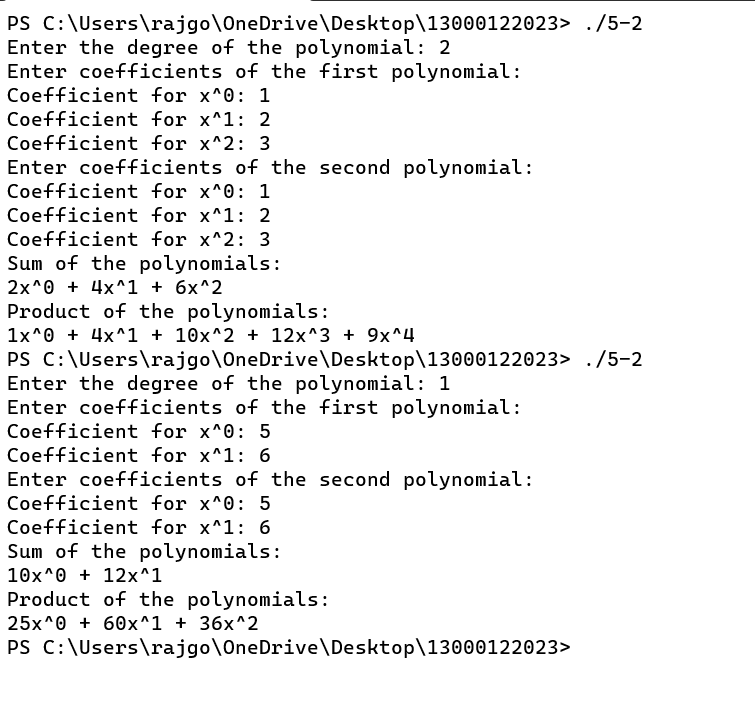 PS C:\Users\rajgo\OneDrive\Desktop\13000122023> ./5-2
Enter the degree of the polynomial: 2
Enter coefficients of the first polynomial:
Coefficient for x^0: 1
Coefficient for x^1: 2
Coefficient for x^2: 3
Enter coefficients of the second polynomial:
Coefficient for x^0: 1
Coefficient for x^1: 2
Coefficient for x^2: 3
Sum of the polynomials:
2x^0 + 4x^1 + 6x^2
Product of the polynomials:
1x^0 + 4x^1 + 10x^2 + 12x^3 + 9x^4
PS C:\Users\rajgo\OneDrive\Desktop\13000122023> ./5-2
Enter the degree of the polynomial: 1
Enter coefficients of the first polynomial:
Coefficient for x^0: 5
Coefficient for x^1: 6
Enter coefficients of the second polynomial:
Coefficient for x^0: 5
Coefficient for x^1: 6
Sum of the polynomials:
10x^0 + 12x^1
Product of the polynomials:
25x^0 + 60x^1 + 36x^2
PS C:\Users\rajgo\OneDrive\Desktop\13000122023>